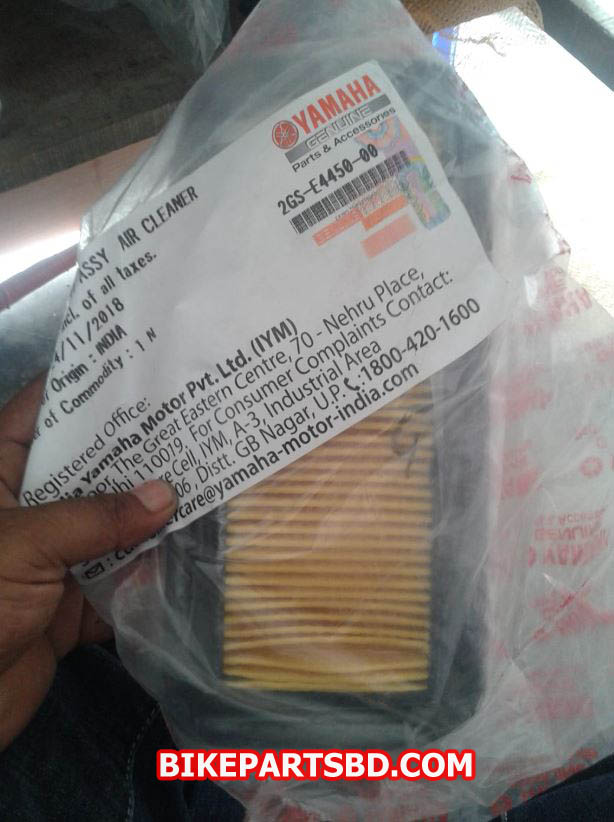 YAMAHA
GENUINE
Parts & Accessories
2GS-E4450-00
ASSY AIR CLEANER
incl. of all taxes.
/11/2018
Origin : INDIA
of Commodity : 1 N
Registered Office:
Yamaha Motor Pvt. Ltd. (IYM)
The Great Eastern Centre, 70 - Nehru Place,
110019. For Consumer Complaints Contact:
Cell, IYM, A-3, Industrial Area
06, Distt. GB Nagar, U.P. 1800-420-1600
care@yamaha-motor-india.com
BIKEPARTSBD.COM